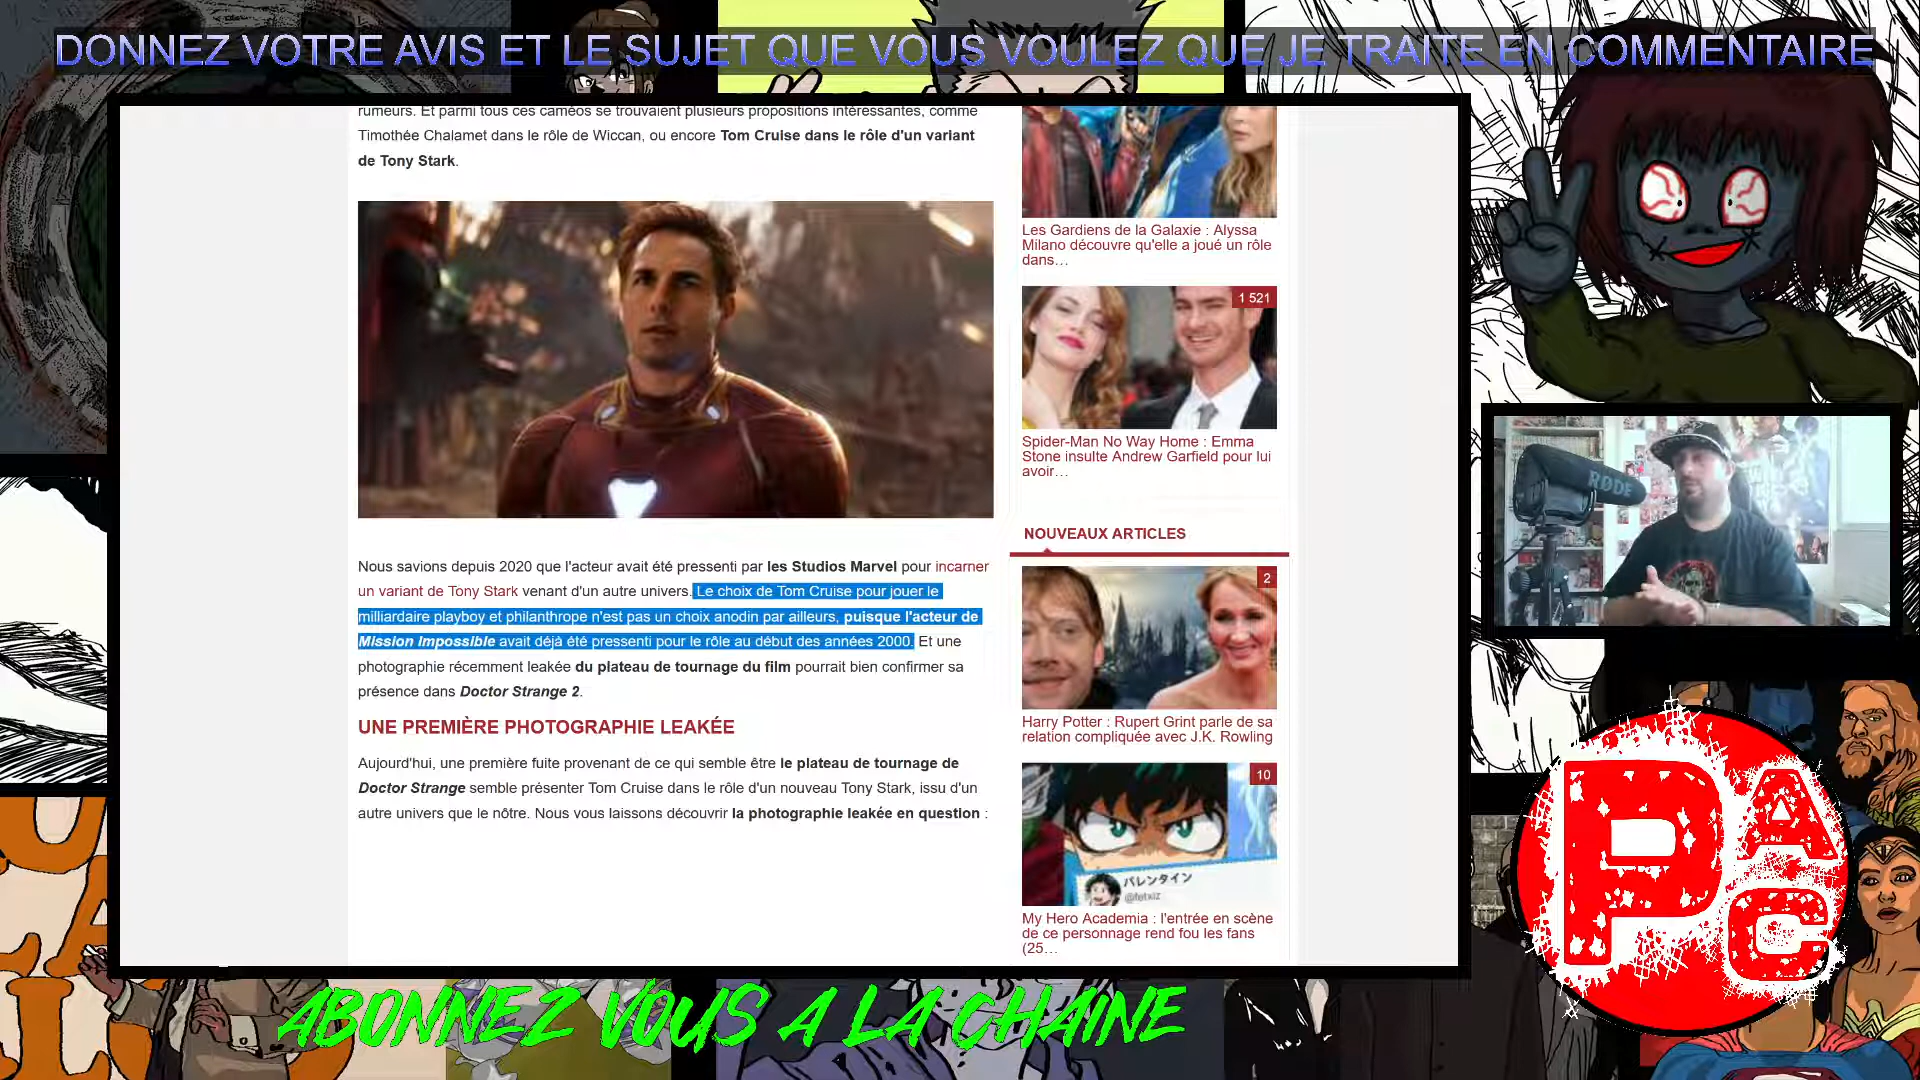 DONNEZ VOTRE AVIS ET LE SUJET QUE VOUS VOULEZ QUE JE TRAITE EN COMMENTAIRE
rumeurs. Et parmi tous ces caméos se trouvaient plusieurs propositions intéressantes, comme
Timothée Chalamet dans le rôle de Wiccan, ou encore Tom Cruise dans le rôle d'un variant
de Tony Stark.
Nous savions depuis 2020 que l'acteur avait été pressenti par les Studios Marvel pour incarner
un variant de Tony Stark venant d'un autre univers. Le choix de Tom Cruise pour jouer le
milliardaire playboy et philanthrope n'est pas un choix anodin par ailleurs, puisque l'acteur de
Mission Impossible avait déjà été pressenti pour le rôle au début des années 2000. Et une
photographie récemment leakée du plateau de tournage du film pourrait bien confirmer sa
présence dans Doctor Strange 2.
UNE PREMIÈRE PHOTOGRAPHIE LEAKÉE
Aujourd'hui, une première fuite provenant de ce qui semble être le plateau de tournage de
Doctor Strange semble présenter Tom Cruise dans le rôle d'un nouveau Tony Stark, issu d'un
autre univers que le nôtre. Nous vous laissons découvrir la photographie leakée en question :
Les Gardiens de la Galaxie : Alyssa
Milano découvre qu'elle a joué un rôle
dans…
1 521
Spider-Man No Way Home : Emma
Stone insulte Andrew Garfield pour lui
avoir…
NOUVEAUX ARTICLES
2
Harry Potter : Rupert Grint parle de sa
relation compliquée avec J.K. Rowling
10
バレンタイン
My Hero Academia : l'entrée en scène
de ce personnage rend fou les fans
(25…
RØDE
PAC
ABONNEZ VOUS A LA CHAINE